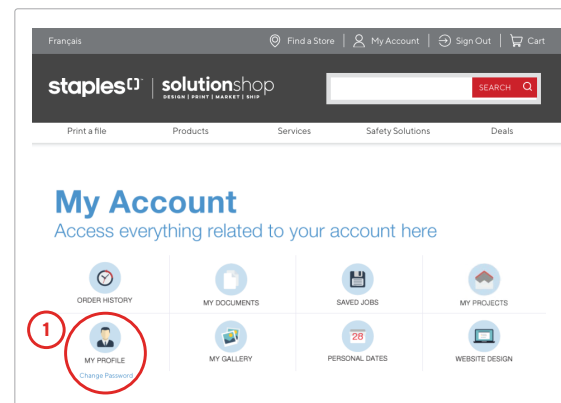 Français Find a Store | My Account | Sign Out | Cart
staples | solutionshop
DESIGN | PRINT | MARKET | SHIP
SEARCH
Print a file Products Services Safety Solutions Deals
My Account
Access everything related to your account here
ORDER HISTORY MY DOCUMENTS SAVED JOBS MY PROJECTS
1
28
MY PROFILE MY GALLERY PERSONAL DATES WEBSITE DESIGN
Change Password